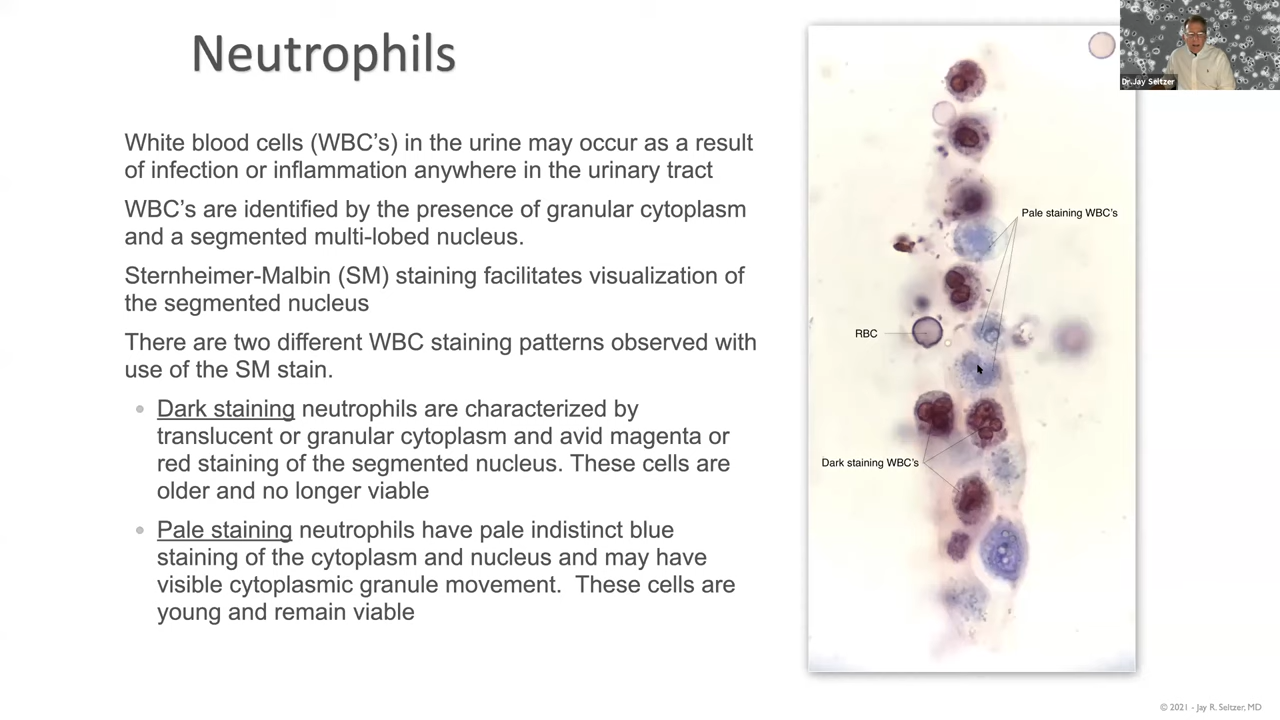 Neutrophils
White blood cells (WBC’s) in the urine may occur as a result
of infection or inflammation anywhere in the urinary tract
WBC’s are identified by the presence of granular cytoplasm
and a segmented multi-lobed nucleus.
Sternheimer-Malbin (SM) staining facilitates visualization of
the segmented nucleus
There are two different WBC staining patterns observed with
use of the SM stain.
• Dark staining neutrophils are characterized by
translucent or granular cytoplasm and avid magenta or
red staining of the segmented nucleus. These cells are
older and no longer viable
• Pale staining neutrophils have pale indistinct blue
staining of the cytoplasm and nucleus and may have
visible cytoplasmic granule movement.  These cells are
young and remain viable
Pale staining WBC’s
RBC
Dark staining WBC’s
Dr.Jay Seltzer
© 2021 - Jay R. Seltzer, MD